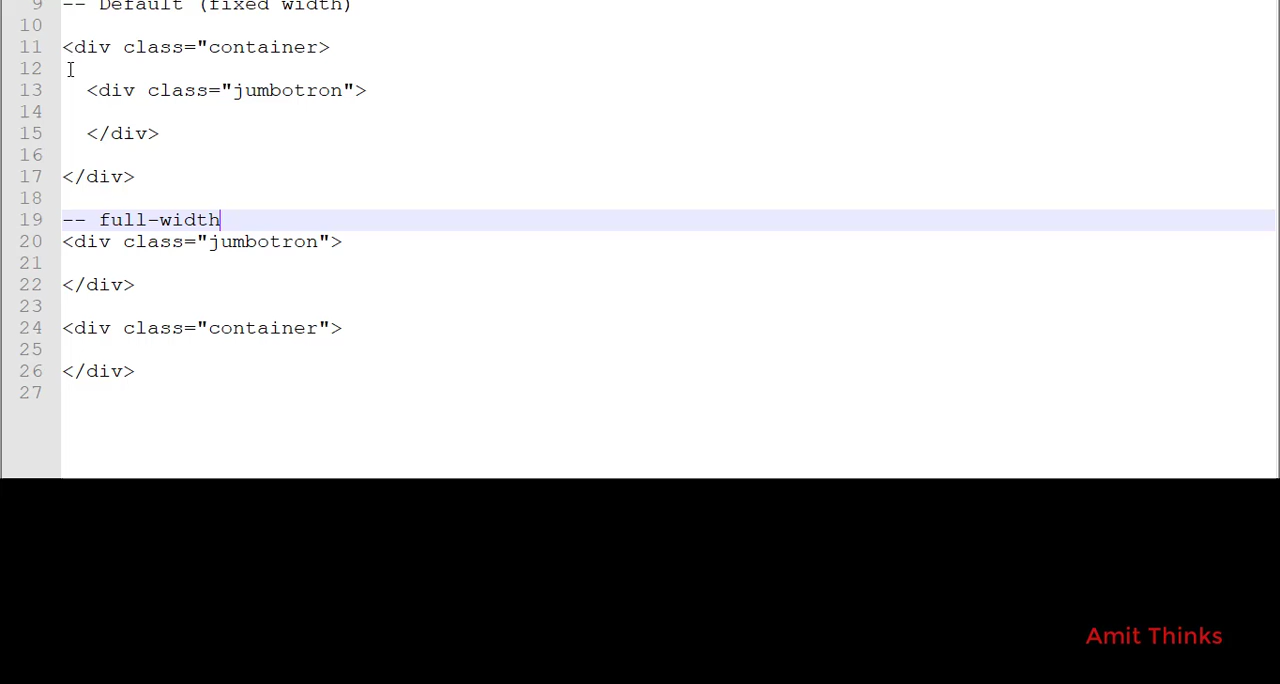 9 -- Default (fixed width)
10
11 <div class="container>
12
13 <div class="jumbotron">
14
15 </div>
16
17 </div>
18
19 -- full-width
20 <div class="jumbotron">
21
22 </div>
23
24 <div class="container">
25
26 </div>
27
Amit Thinks